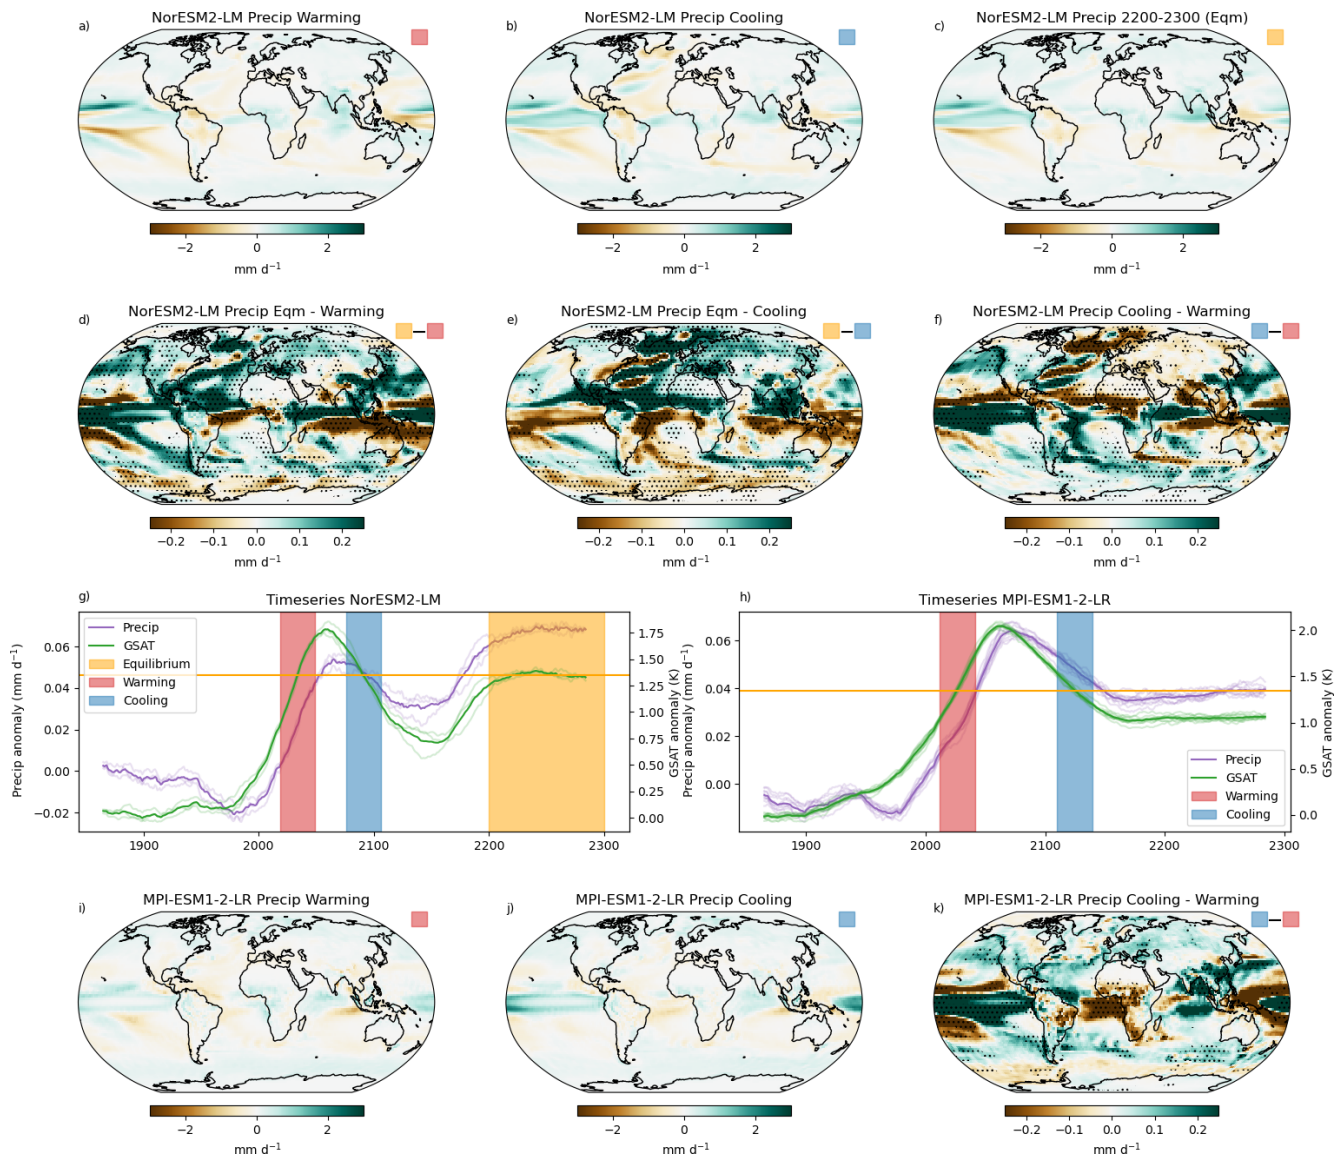 a) NorESM2-LM Precip Warming
−2 0 2
mm d⁻¹
b) NorESM2-LM Precip Cooling
−2 0 2
mm d⁻¹
c) NorESM2-LM Precip 2200-2300 (Eqm)
−2 0 2
mm d⁻¹
d) NorESM2-LM Precip Eqm - Warming
−0.2 −0.1 0.0 0.1 0.2
mm d⁻¹
e) NorESM2-LM Precip Eqm - Cooling
−0.2 −0.1 0.0 0.1 0.2
mm d⁻¹
f) NorESM2-LM Precip Cooling - Warming
−0.2 −0.1 0.0 0.1 0.2
mm d⁻¹
g) Timeseries NorESM2-LM
Precip anomaly (mm d⁻¹)
0.06
0.04
0.02
0.00
−0.02
Precip
GSAT
Equilibrium
Warming
Cooling
1900 2000 2100 2200 2300
1.75
1.50
1.25
1.00
0.75
0.50
0.25
0.00
GSAT anomaly (K)
h) Timeseries MPI-ESM1-2-LR
Precip anomaly (mm d⁻¹)
0.06
0.04
0.02
0.00
Precip
GSAT
Warming
Cooling
1900 2000 2100 2200 2300
2.0
1.5
1.0
0.5
0.0
GSAT anomaly (K)
i) MPI-ESM1-2-LR Precip Warming
−2 0 2
mm d⁻¹
j) MPI-ESM1-2-LR Precip Cooling
−2 0 2
mm d⁻¹
k) MPI-ESM1-2-LR Precip Cooling - Warming
−0.2 −0.1 0.0 0.1 0.2
mm d⁻¹